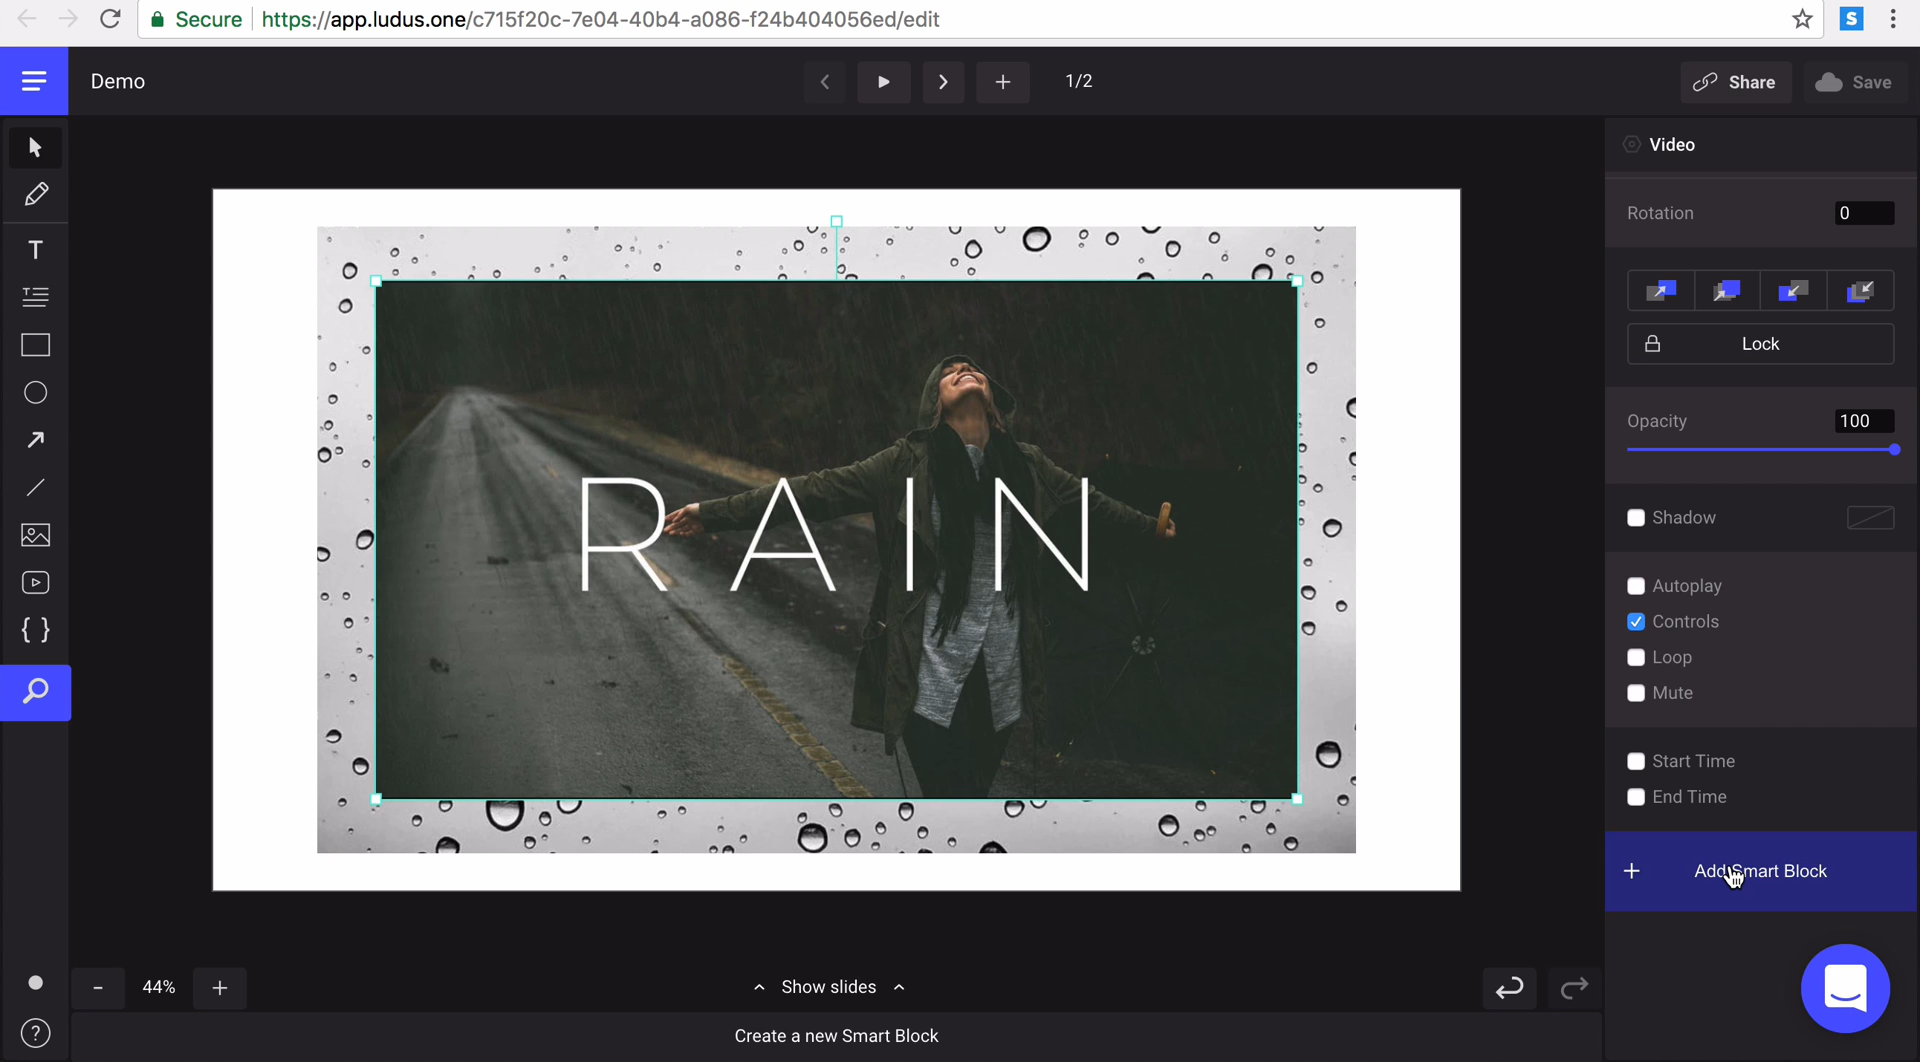 Secure https://app.ludus.one/c715f20c-7e04-40b4-a086-f24b404056ed/edit S
Demo
1/2
Share
Save
T
Video
Rotation 0
Lock
Opacity 100
Shadow
Autoplay
Controls
Loop
Mute
Start Time
End Time
+ Add Smart Block
RAIN
- 44% +
Show slides
?
Create a new Smart Block